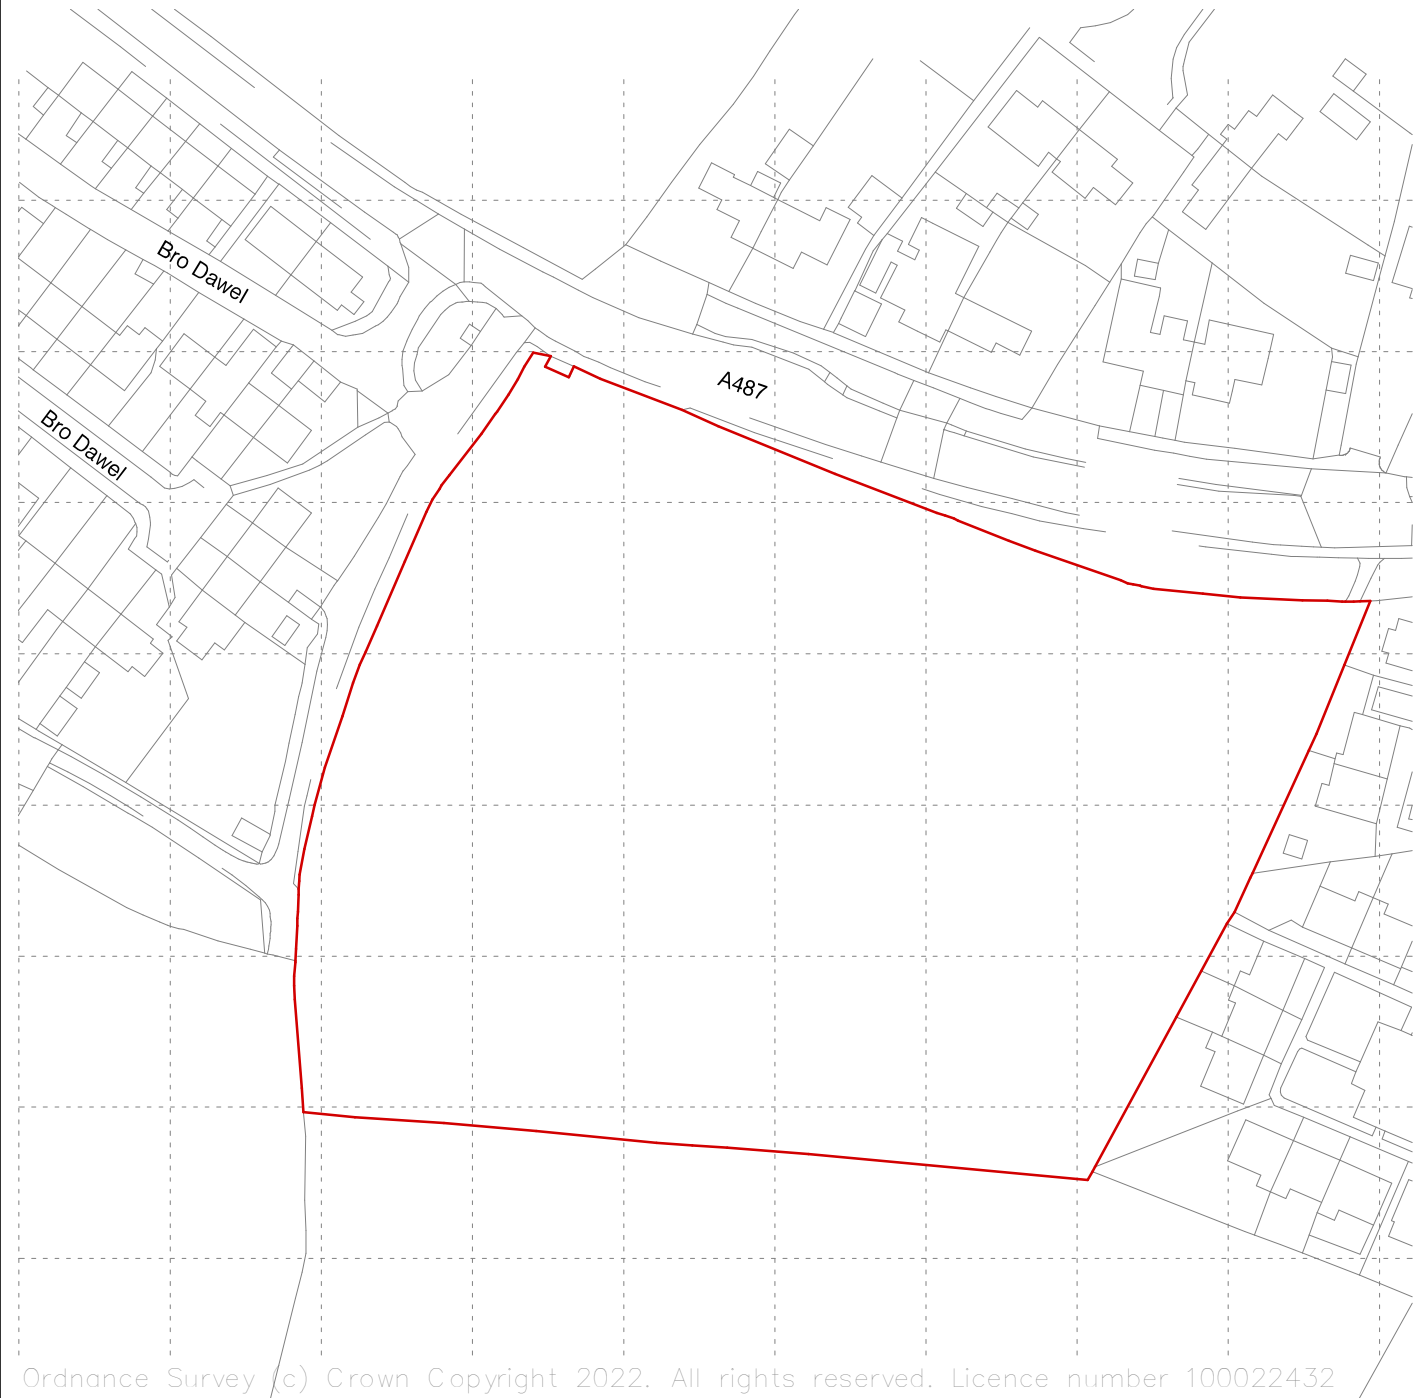 Bro Dawel
A487
Bro Dawel
Ordnance Survey (c) Crown Copyright 2022. All rights reserved. Licence number 100022432